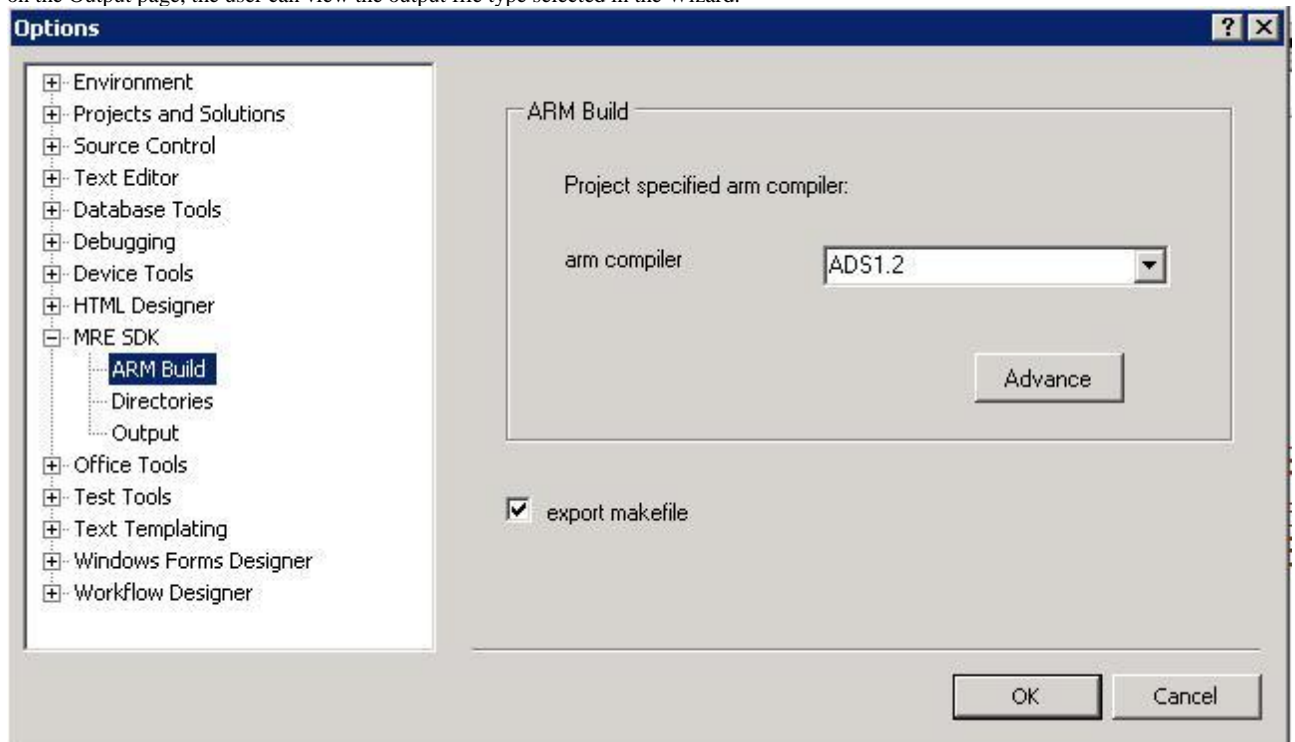 on the Output page, the user can view the output file type selected in the Wizard.
Options
Environment
Projects and Solutions
Source Control
Text Editor
Database Tools
Debugging
Device Tools
HTML Designer
MRE SDK
ARM Build
Directories
Output
Office Tools
Test Tools
Text Templating
Windows Forms Designer
Workflow Designer
ARM Build
Project specified arm compiler:
arm compiler
ADS1.2
Advance
export makefile
OK
Cancel